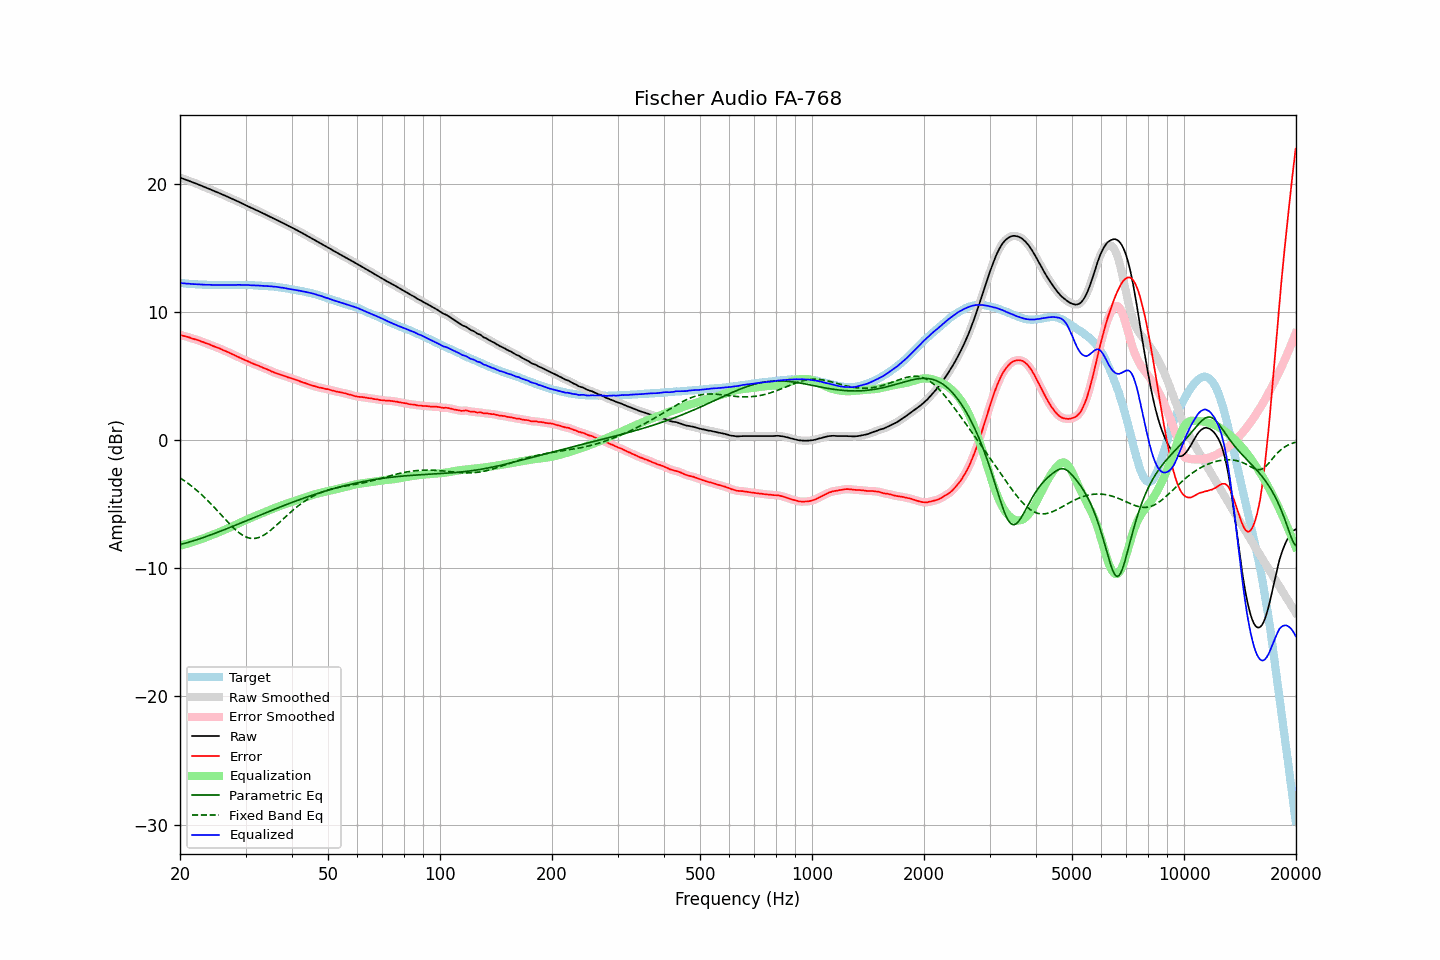 Fischer Audio FA-768
Amplitude (dBr)
20
10
0
−10
−20
−30
Target
Raw Smoothed
Error Smoothed
Raw
Error
Equalization
Parametric Eq
Fixed Band Eq
Equalized
20 50 100 200 500 1000 2000 5000 10000 20000
Frequency (Hz)